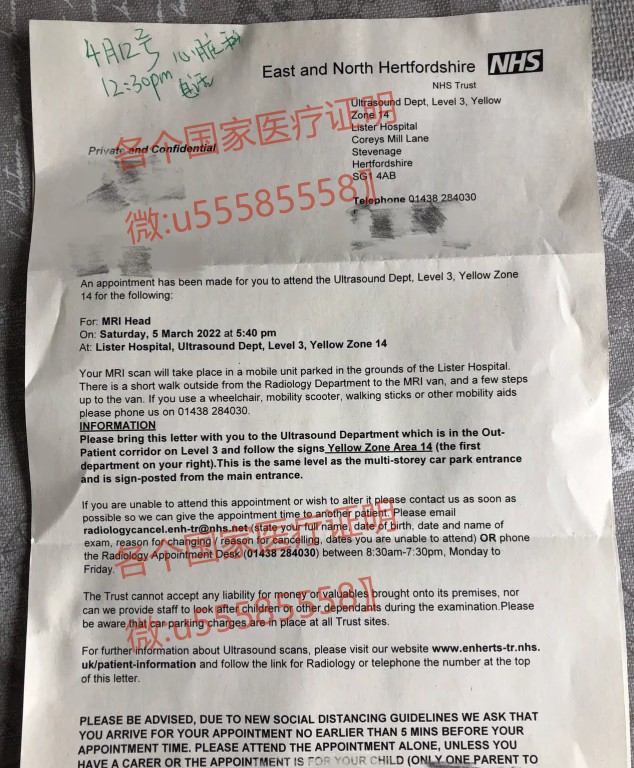 4月12号 心脏科
12:30pm 电话
East and North Hertfordshire NHS
NHS Trust
Ultrasound Dept, Level 3, Yellow
Zone 14
Lister Hospital
Coreys Mill Lane
Stevenage
Hertfordshire
SG1 4AB
Private and Confidential
Telephone 01438 284030
各个国家医疗证明
微:u55585558】
An appointment has been made for you to attend the Ultrasound Dept, Level 3, Yellow Zone
14 for the following:
For: MRI Head
On: Saturday, 5 March 2022 at 5:40 pm
At: Lister Hospital, Ultrasound Dept, Level 3, Yellow Zone 14
Your MRI scan will take place in a mobile unit parked in the grounds of the Lister Hospital.
There is a short walk outside from the Radiology Department to the MRI van, and a few steps
up to the van. If you use a wheelchair, mobility scooter, walking sticks or other mobility aids
please phone us on 01438 284030.
INFORMATION
Please bring this letter with you to the Ultrasound Department which is in the Out-
Patient corridor on Level 3 and follow the signs Yellow Zone Area 14 (the first
department on your right).This is the same level as the multi-storey car park entrance
and is sign-posted from the main entrance.
If you are unable to attend this appointment or wish to alter it please contact us as soon as
possible so we can give the appointment time to another patient. Please email
radiologycancel.enh-tr@nhs.net (state your full name, date of birth, date and name of
exam, reason for changing / reason for cancelling, dates you are unable to attend) OR phone
the Radiology Appointment Desk (01438 284030) between 8:30am-7:30pm, Monday to
Friday.
各个国家医疗证明
微:u55585558】
The Trust cannot accept any liability for money or valuables brought onto its premises, nor
can we provide staff to look after children or other dependants during the examination.Please
be aware that car parking charges are in place at all Trust sites.
For further information about Ultrasound scans, please visit our website www.enherts-tr.nhs.
uk/patient-information and follow the link for Radiology or telephone the number at the top
of this letter.
PLEASE BE ADVISED, DUE TO NEW SOCIAL DISTANCING GUIDELINES WE ASK THAT
YOU ARRIVE FOR YOUR APPOINTMENT NO EARLIER THAN 5 MINS BEFORE YOUR
APPOINTMENT TIME. PLEASE ATTEND THE APPOINTMENT ALONE, UNLESS YOU
HAVE A CARER OR THE APPOINTMENT IS FOR YOUR CHILD (ONLY ONE PARENT TO